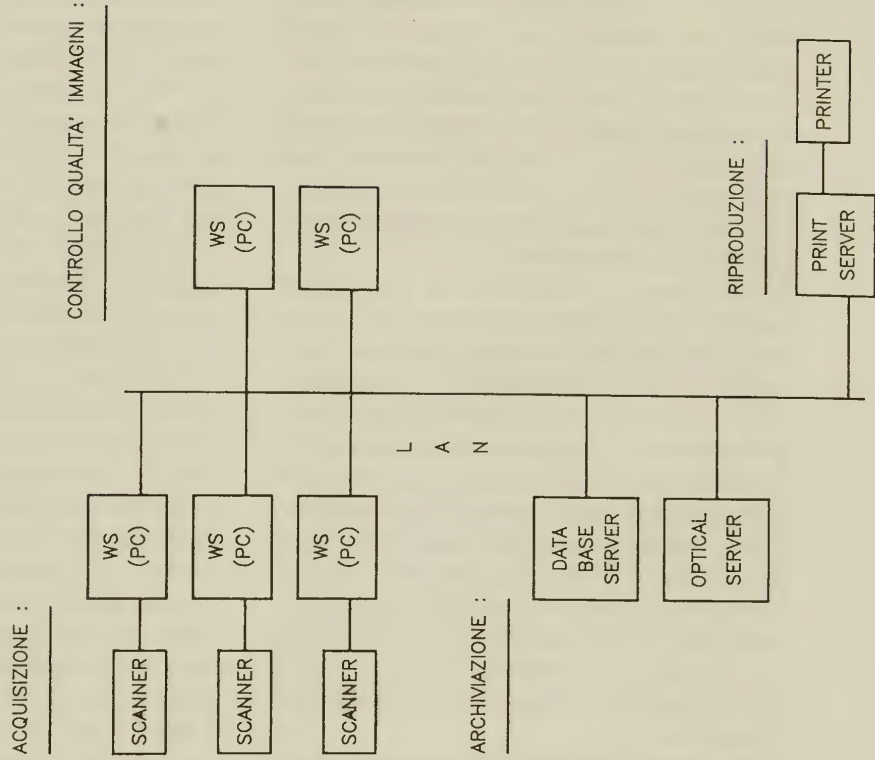 ACQUISIZIONE :
CONTROLLO QUALITA' IMMAGINI :
SCANNER
WS
(PC)
SCANNER
WS
(PC)
WS
(PC)
SCANNER
WS
(PC)
WS
(PC)
L
A
N
ARCHIVIAZIONE :
DATA
BASE
SERVER
OPTICAL
SERVER
RIPRODUZIONE :
PRINT
SERVER
PRINTER